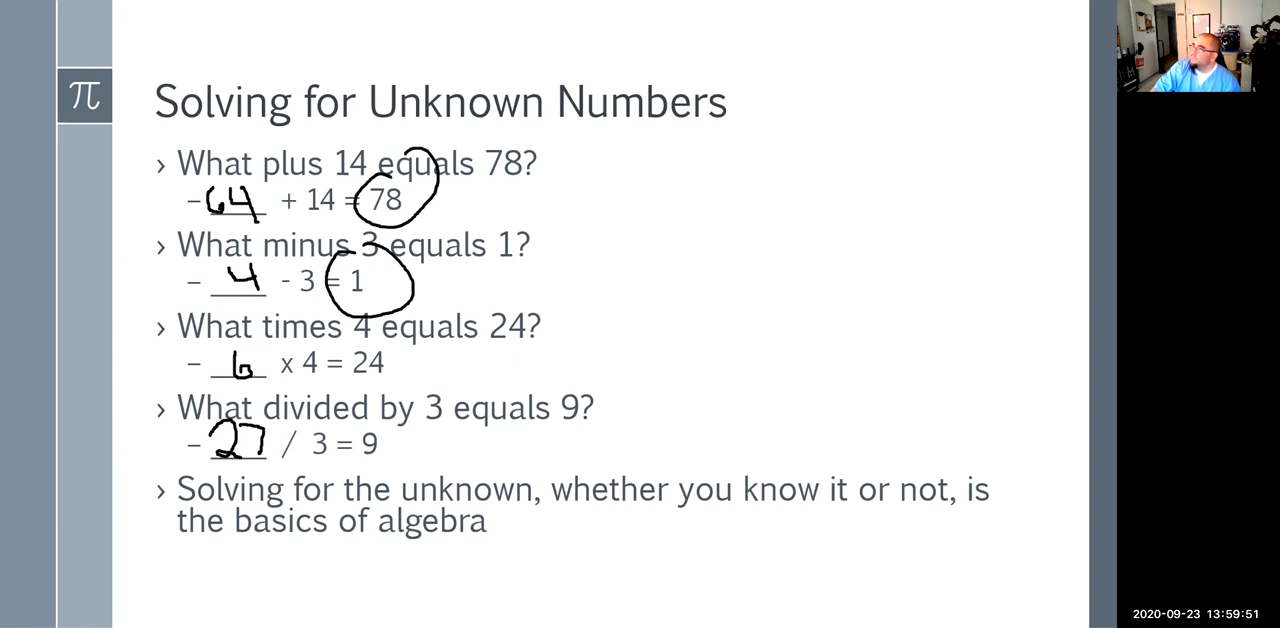 π
Solving for Unknown Numbers
› What plus 14 equals 78?
– 64 + 14 = 78
› What minus 3 equals 1?
– 4 - 3 = 1
› What times 4 equals 24?
– 6 x 4 = 24
› What divided by 3 equals 9?
– 27 / 3 = 9
› Solving for the unknown, whether you know it or not, is
the basics of algebra
2020-09-23 13:59:51